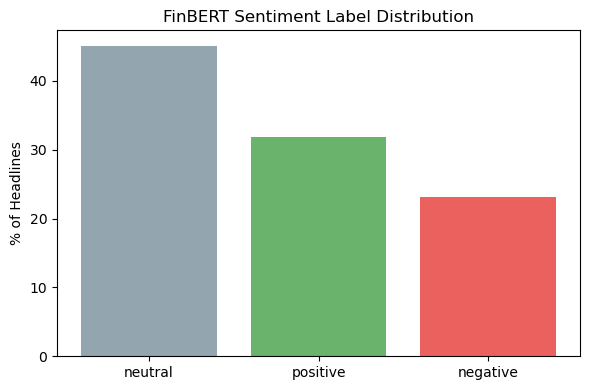 FinBERT Sentiment Label Distribution
% of Headlines
40
30
20
10
0
neutral positive negative